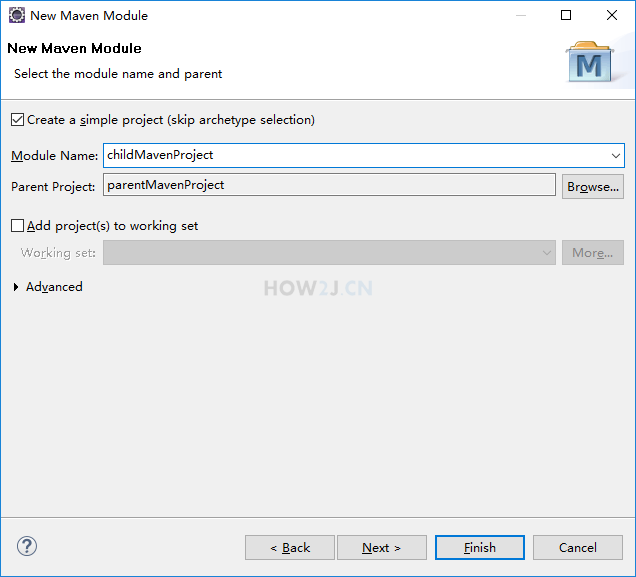 New Maven Module
New Maven Module
Select the module name and parent
M
Create a simple project (skip archetype selection)
Module Name: childMavenProject
Parent Project: parentMavenProject Browse...
Add project(s) to working set
Working set: More...
Advanced
HOW2J.CN
?
< Back Next > Finish Cancel